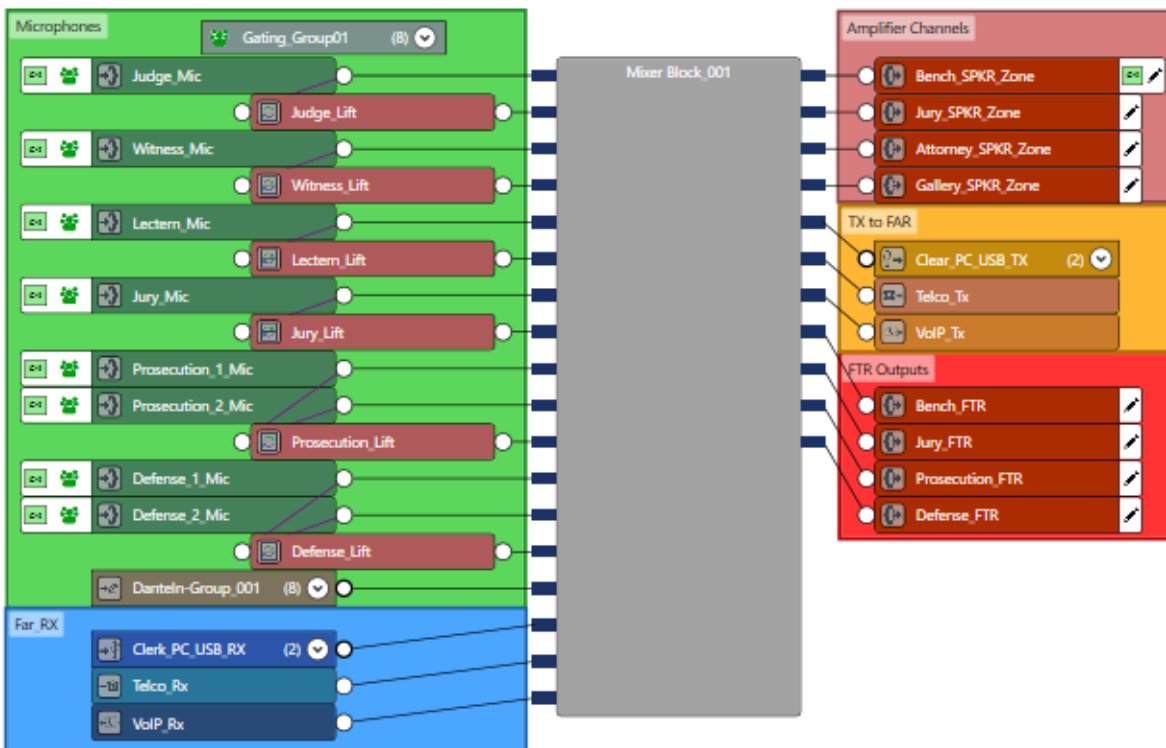 Microphones
Gating_Group01 (8)
Judge_Mic
Judge_Lift
Witness_Mic
Witness_Lift
Lectern_Mic
Lectern_Lift
Jury_Mic
Jury_Lift
Prosecution_1_Mic
Prosecution_2_Mic
Prosecution_Lift
Defense_1_Mic
Defense_2_Mic
Defense_Lift
DanteIn-Group_001 (8)
Far_RX
Clerk_PC_USB_RX (2)
Telco_Rx
VoIP_Rx
Mixer Block_001
Amplifier Channels
Bench_SPKR_Zone
Jury_SPKR_Zone
Attorney_SPKR_Zone
Gallery_SPKR_Zone
TX to FAR
Clear_PC_USB_TX (2)
Telco_Tx
VoIP_Tx
FTR Outputs
Bench_FTR
Jury_FTR
Prosecution_FTR
Defense_FTR